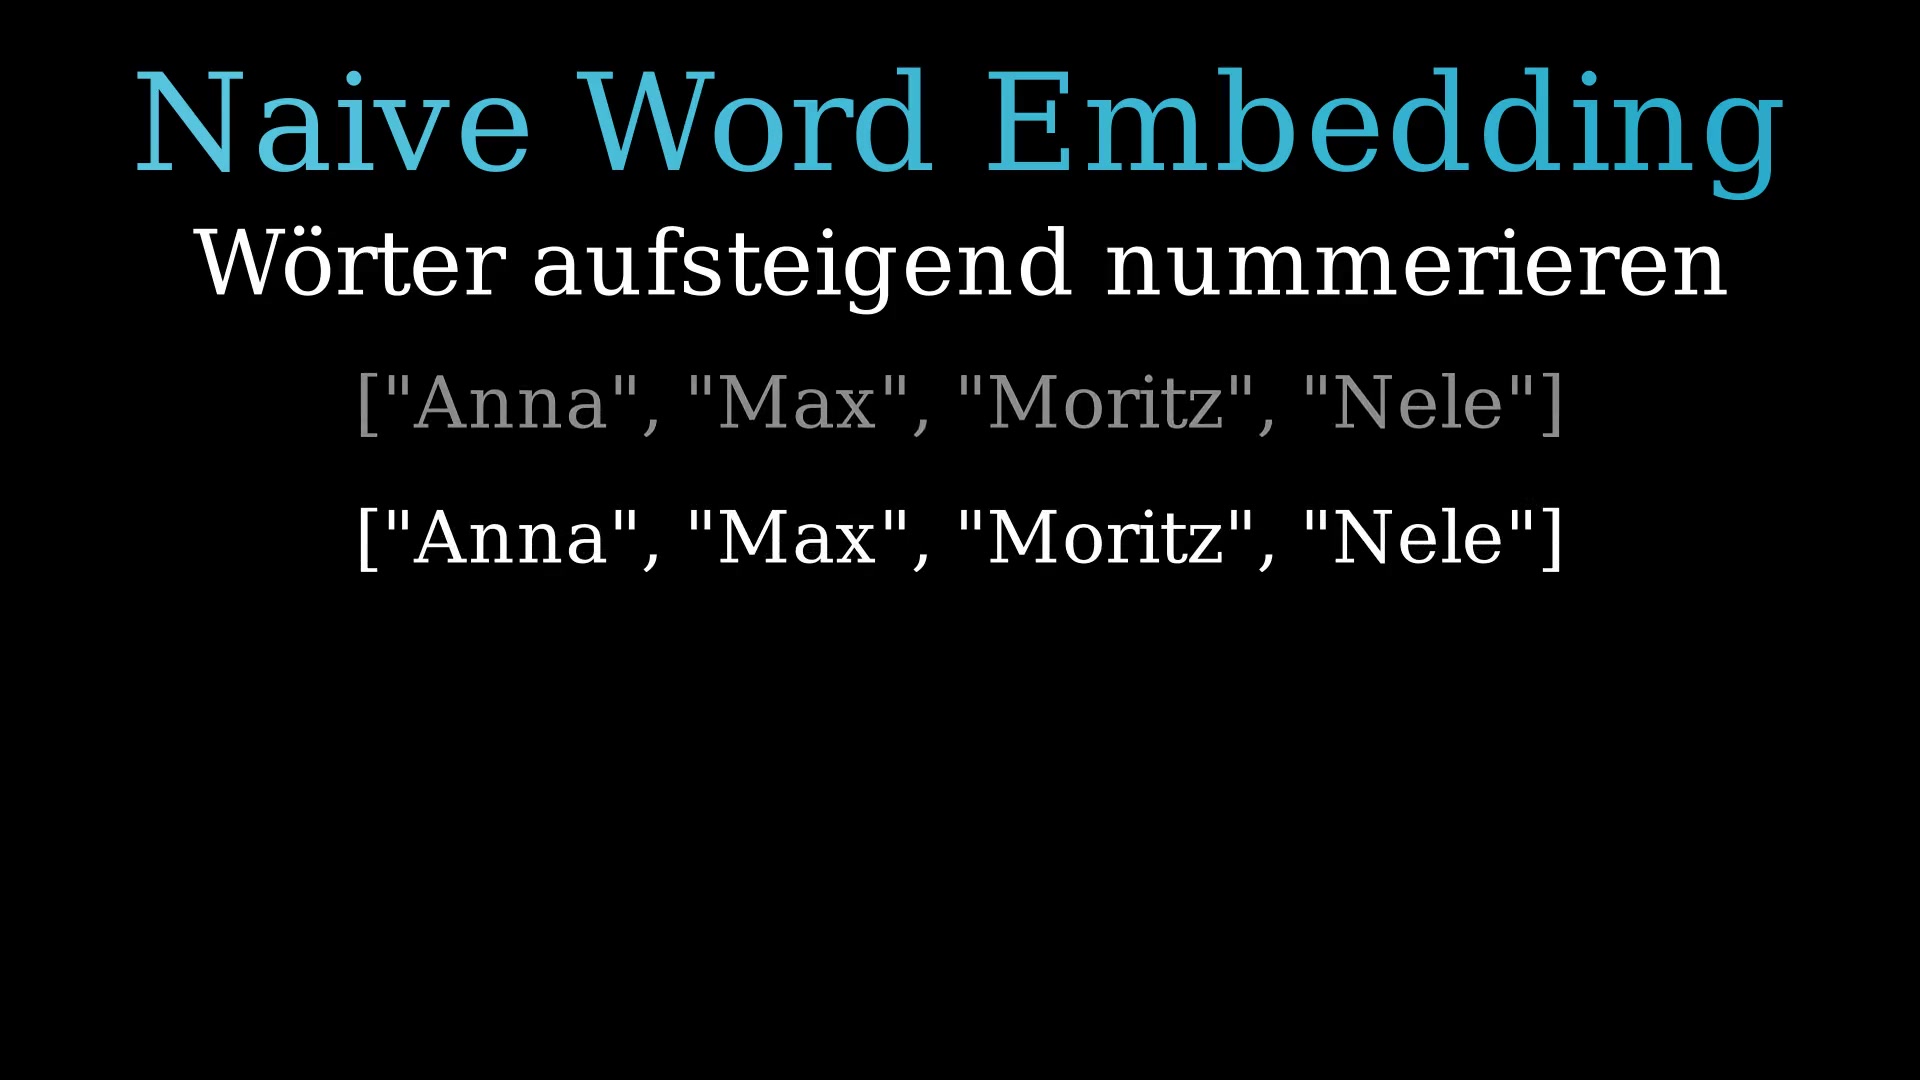 Naive Word Embedding
Wörter aufsteigend nummerieren
["Anna", "Max", "Moritz", "Nele"]
["Anna", "Max", "Moritz", "Nele"]